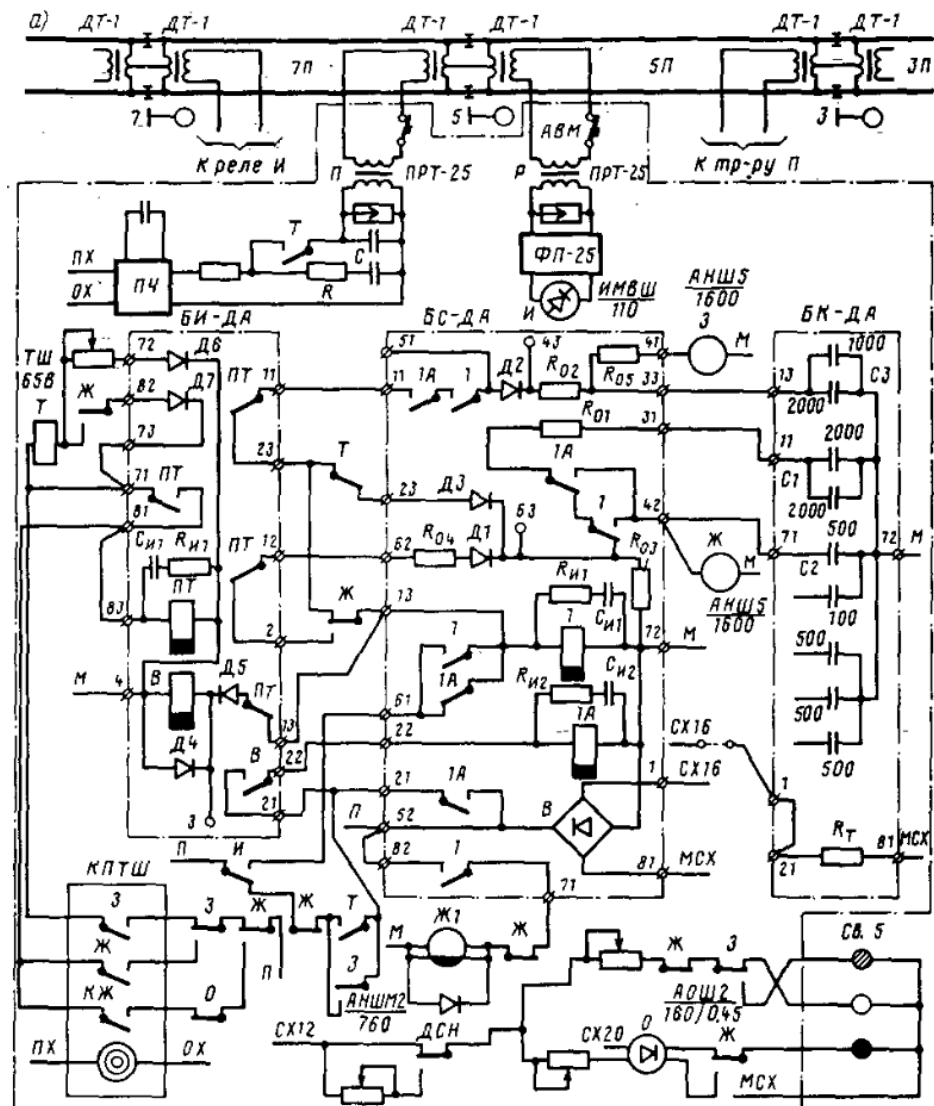 а) ДТ-1 ДТ-1 ДТ-1 ДТ-1 ДТ-1 ДТ-1
7П 5П 3П
7 5 3
К реле И
АВМ
К тр-ру П
П ПРТ-25 Р ПРТ-25
Т
С
R
ПХ
ОХ
ПЧ
ФП-25
И
ИМВШ
110
АНШ5
1600
БИ-ДА БС-ДА БК-ДА
ТШ
65В
Т
Ж
72 Д6
82 Д7
73
71 ПТ
81
Си1 Rи1
83 ПТ
М 4 В Д5 ПТ
Д4
3
В
ПТ 11
23
ПТ 12
2
13
22
21
Т
Ж
51
11 1А 1
43
Д2
R02 R05
41
33
31
R01
1А
1
42
23 Д3
63
62 R04 Д1
R03
13
Rи1
1 Си1
1
1А
61
72 М
Rи2 Си2
22 1А
21 1А
П 52
82 1
В
1 СХ16
81 МСХ
71
З М
Ж М
АНШ5
1600
1000
С3
13 2000
11 2000
С1
2000
71 500
С2
100
72 М
500
500
500
СХ16
1
21 RТ 81 МСХ
П И
КПТШ
З З Ж Ж Т
Ж П З
КЖ О
ПХ ОХ
М Ж1 Ж
АНШМ2
760
СХ12 ДСН
Ж З
АОШ2
160/0,45
СХ20 О Ж
МСХ
Св. 5